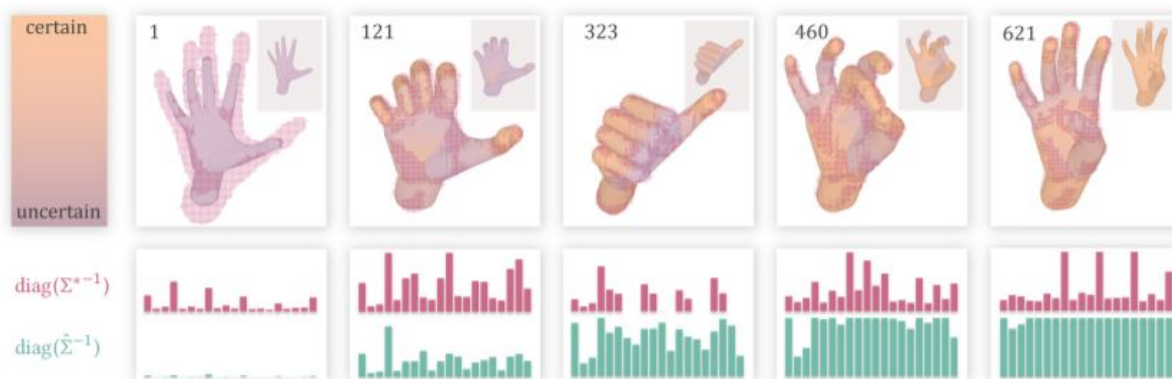 certain
1
121
323
460
621
uncertain
diag(Σ*⁻¹)
diag(Σ̂⁻¹)